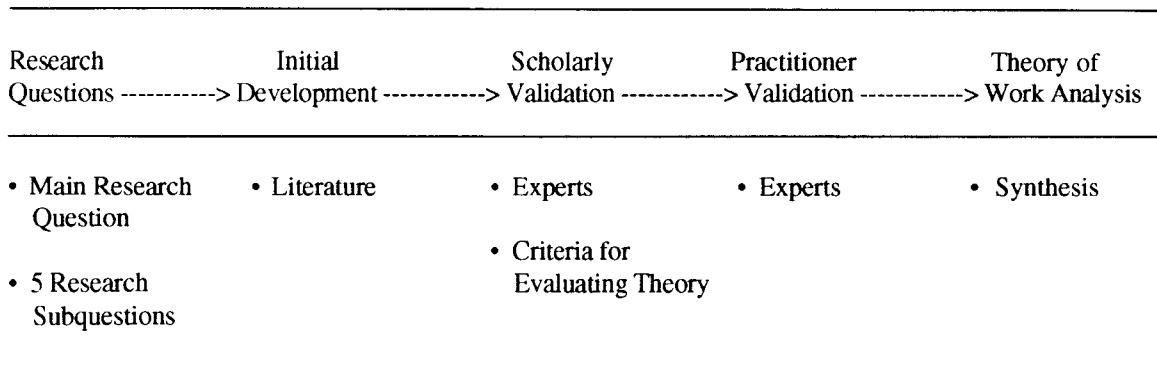 Research Initial Scholarly Practitioner Theory of
Questions -----------> Development ------------> Validation ------------> Validation ------------> Work Analysis
• Main Research Question
• 5 Research Subquestions
• Literature
• Experts
• Criteria for Evaluating Theory
• Experts
• Synthesis